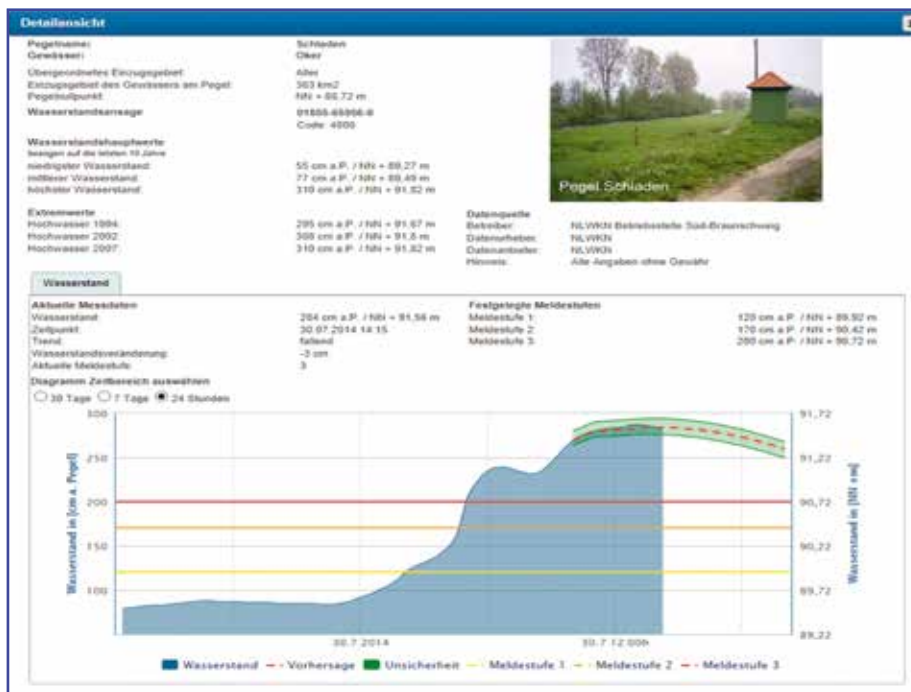 Detailansicht
Pegelname: Schladen
Gewässer: Oker
Übergeordnetes Einzugsgebiet: Aller
Einzugsgebiet des Gewässers am Pegel: 363 km2
Pegelnullpunkt: NN + 88,72 m
Wasserstandsansage
Code: 4000
Wasserstandshauptwerte
bezogen auf die letzten 10 Jahre
niedrigster Wasserstand: 55 cm a.P. / NN + 89,27 m
mittlerer Wasserstand: 77 cm a.P. / NN + 89,49 m
höchster Wasserstand: 310 cm a.P. / NN + 91,82 m
Pegel Schladen
Extremwerte
Hochwasser 1994: 295 cm a.P. / NN + 91,67 m
Hochwasser 2002: 308 cm a.P. / NN + 91,8 m
Hochwasser 2007: 310 cm a.P. / NN + 91,82 m
Datenquelle
Betreiber: NLWKN Betriebsstelle Süd-Braunschweig
Datenurheber: NLWKN
Datenanbieter: NLWKN
Hinweis: Alle Angaben ohne Gewähr
Wasserstand
Aktuelle Messdaten
Wasserstand: 284 cm a.P. / NN + 91,56 m
Zeitpunkt: 30.07.2014 14:15
Trend: fallend
Wasserstandsveränderung: -3 cm
Aktuelle Meldestufe: 3
Festgelegte Meldestufen
Meldestufe 1: 120 cm a.P. / NN + 89,92 m
Meldestufe 2: 170 cm a.P. / NN + 90,42 m
Meldestufe 3: 200 cm a.P. / NN + 90,72 m
Diagramm Zeitbereich auswählen
30 Tage 7 Tage 24 Stunden
Wasserstand in [cm a. Pegel]
300
250
200
150
100
91,72
91,22
90,72
90,22
89,72
89,22
Wasserstand in [NN +m]
30.7.2014 30.7 12:00h
Wasserstand Vorhersage Unsicherheit Meldestufe 1 Meldestufe 2 Meldestufe 3